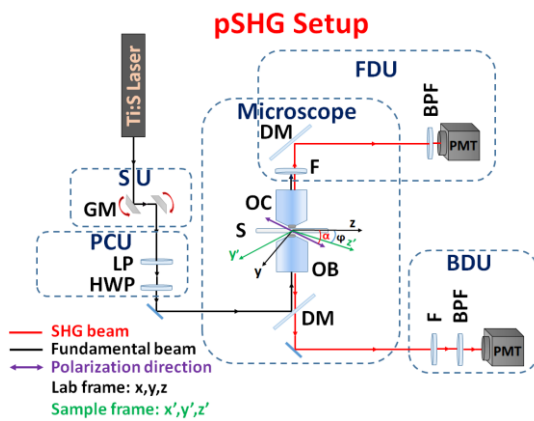 pSHG Setup
Ti:S Laser
FDU
BPF
Microscope
DM
PMT
F
SU
OC
GM
S
z
α
φ
z'
y'
y
PCU
LP
OB
HWP
BDU
DM
F
BPF
PMT
SHG beam
Fundamental beam
Polarization direction
Lab frame: x,y,z
Sample frame: x',y',z'